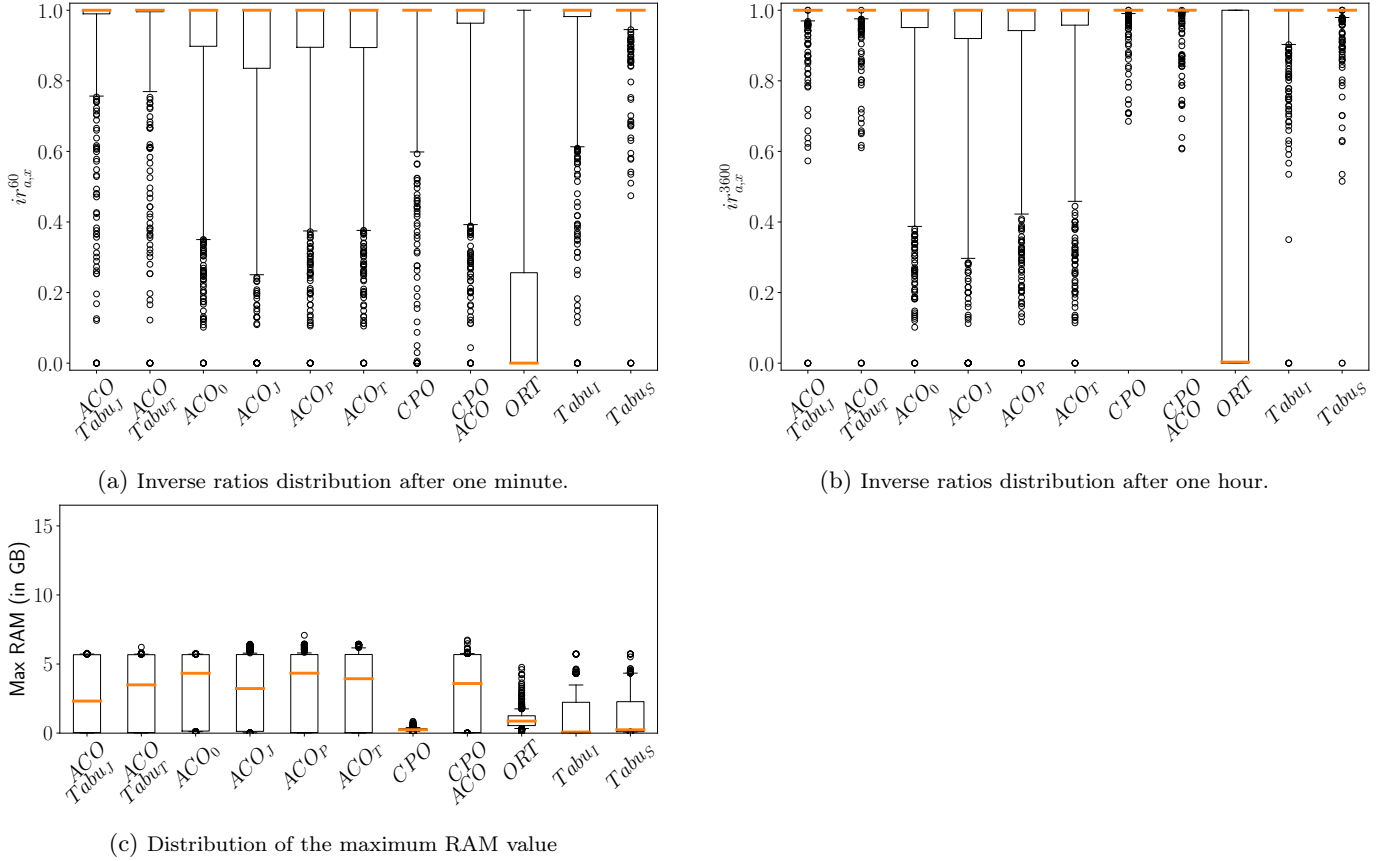 1.0
0.8
0.6
0.4
0.2
0.0
ir^{60}_{a,x}
ACO Tabu_J
ACO Tabu_T
ACO_0
ACO_J
ACO_P
ACO_T
CPO
CPO ACO
ORT
Tabu_I
Tabu_S
(a) Inverse ratios distribution after one minute.
1.0
0.8
0.6
0.4
0.2
0.0
ir^{3600}_{a,x}
ACO Tabu_J
ACO Tabu_T
ACO_0
ACO_J
ACO_P
ACO_T
CPO
CPO ACO
ORT
Tabu_I
Tabu_S
(b) Inverse ratios distribution after one hour.
15
10
5
0
Max RAM (in GB)
ACO Tabu_J
ACO Tabu_T
ACO_0
ACO_J
ACO_P
ACO_T
CPO
CPO ACO
ORT
Tabu_I
Tabu_S
(c) Distribution of the maximum RAM value